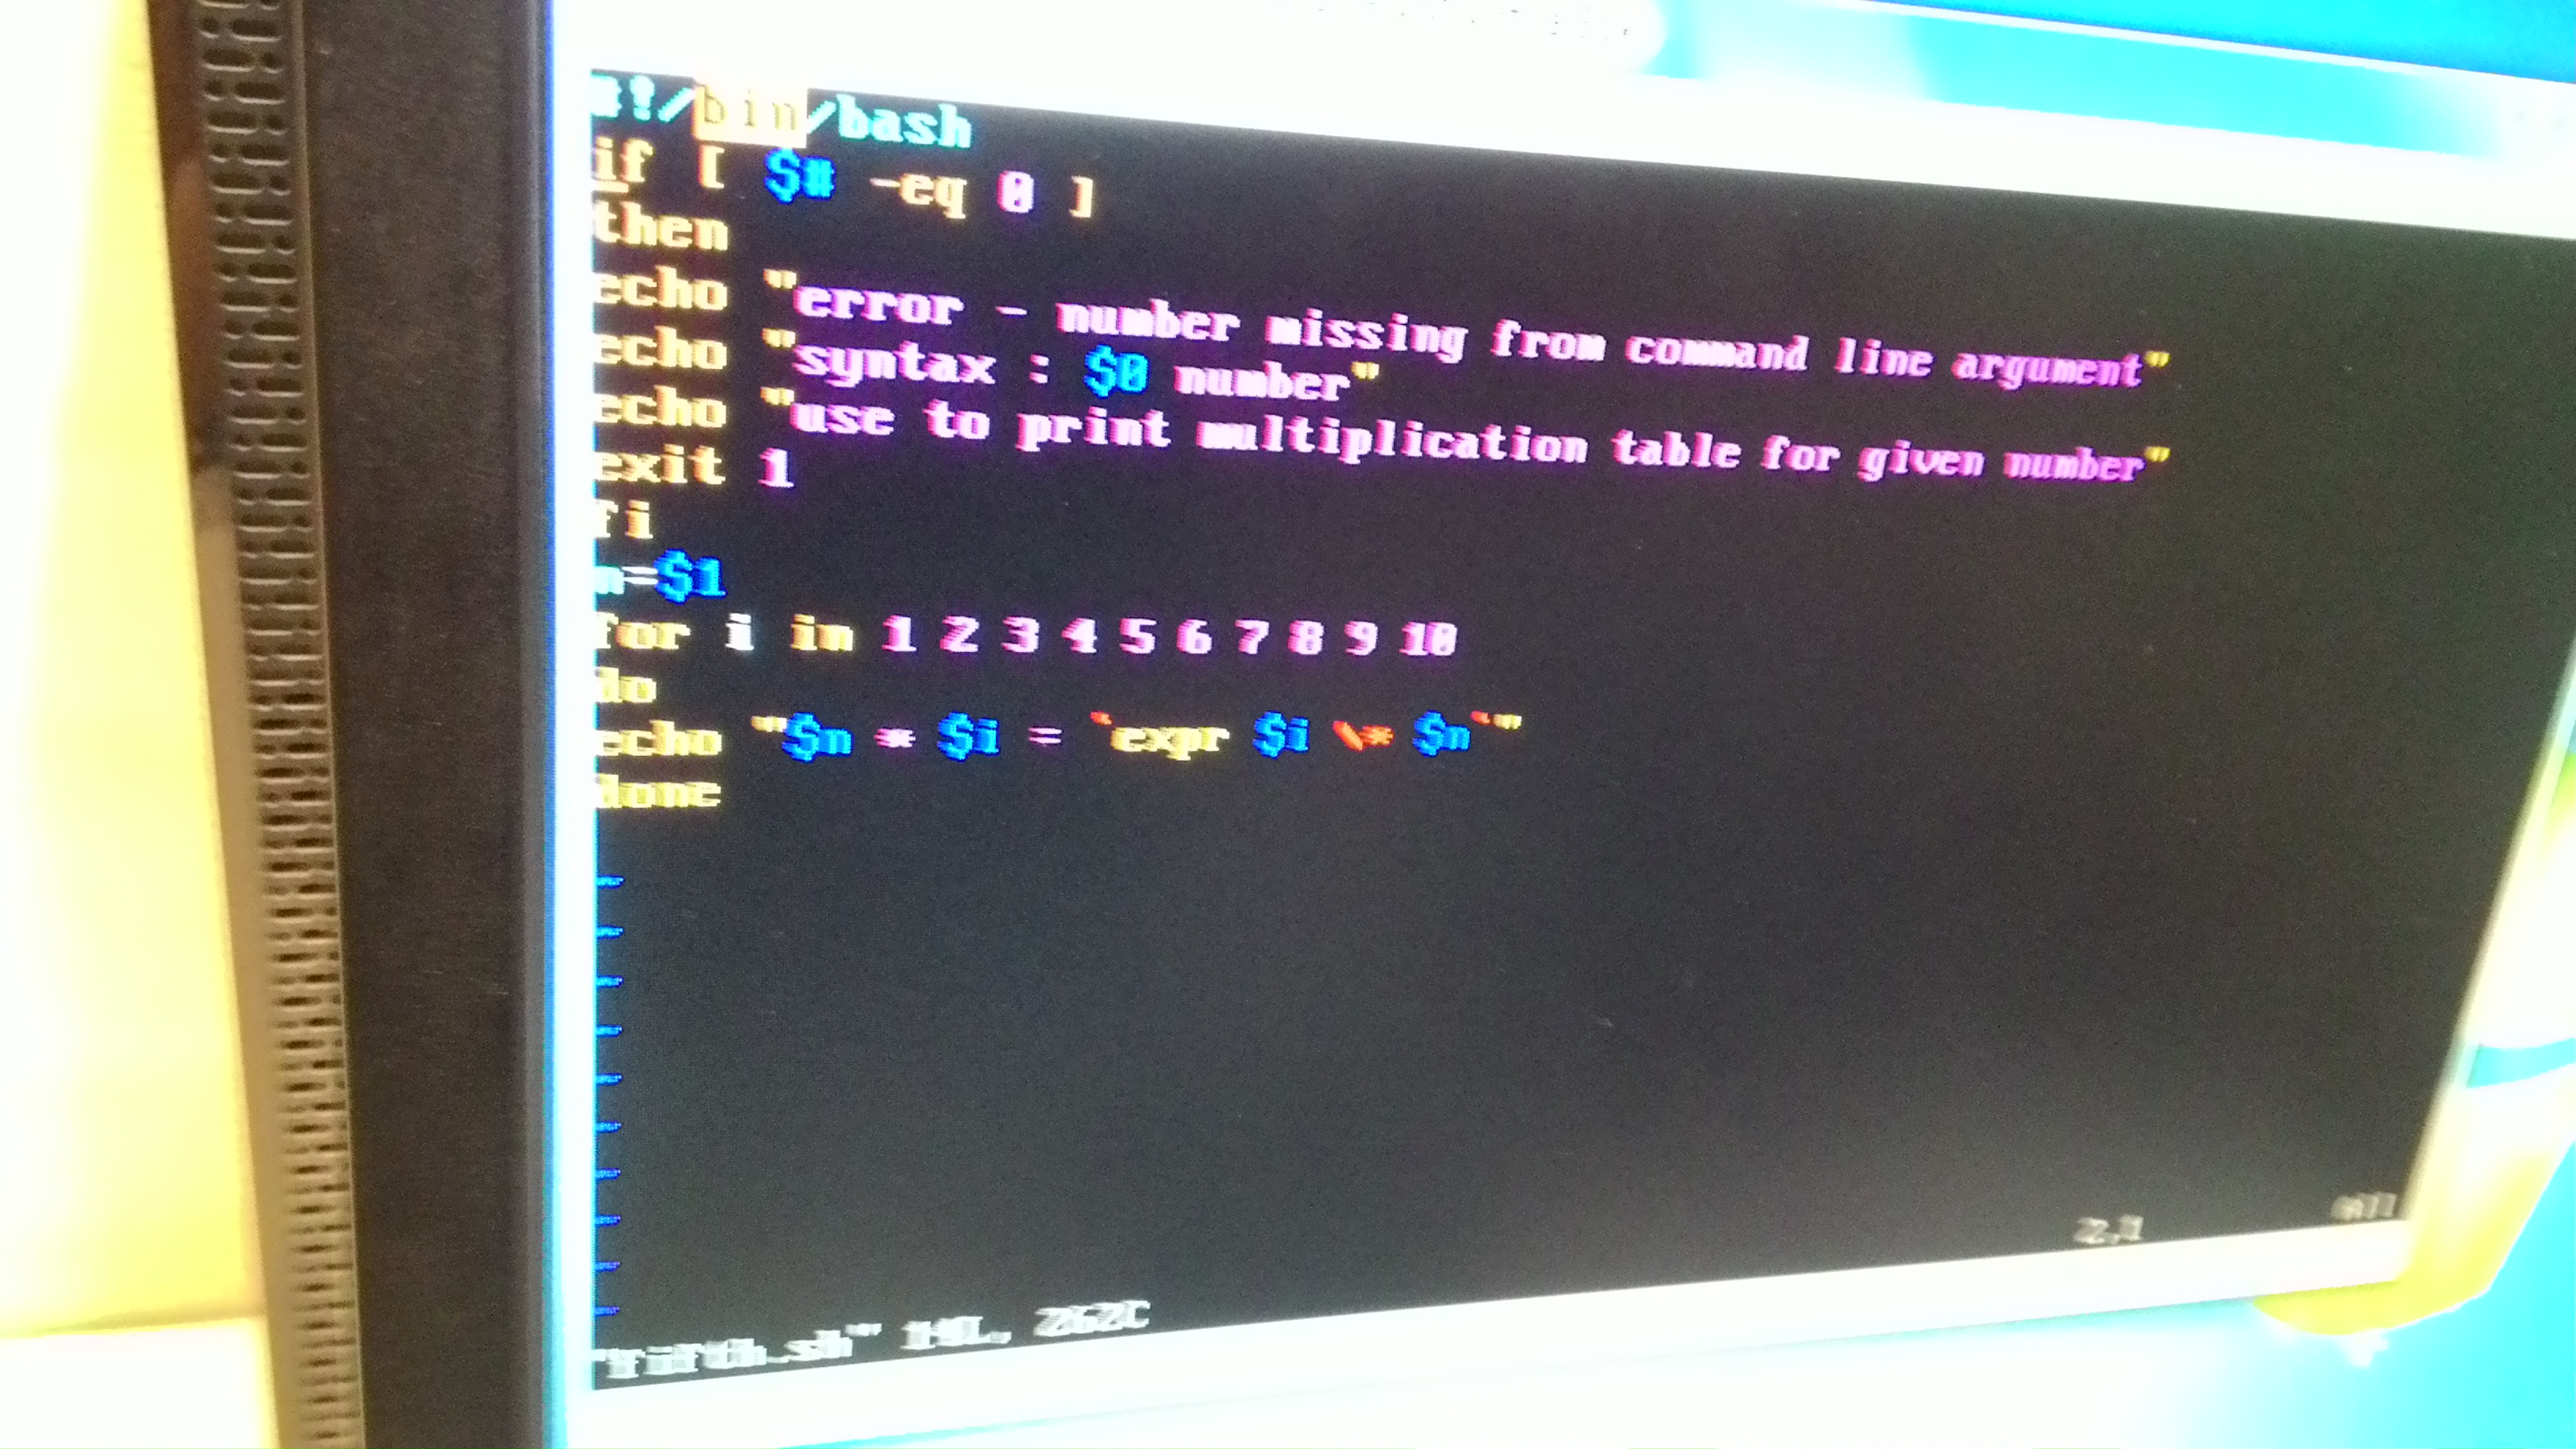 #!/bin/bash
if [ $# -eq 0 ]
then
echo "error - number missing from command line argument"
echo "syntax : $0 number"
echo "use to print multiplication table for given number"
exit 1
fi
n=$1
for i in 1 2 3 4 5 6 7 8 9 10
do
echo "$n * $i = `expr $i \* $n`"
done
~
~
~
~
~
~
~
~
~
~
"fifth.sh" 262C
2,1 All